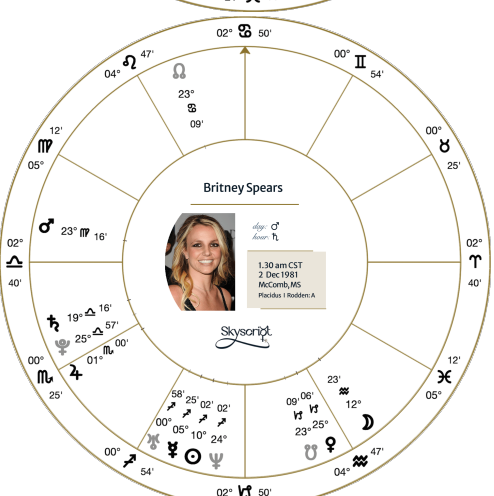 02° ♋ 50'
04° ♌ 47'
00° ♊ 54'
☊
23°
♋
09'
♍ 12'
05°
00°
♉
25'
Britney Spears
♂ 23° ♍ 16'
day: ♂
hour: ♄
02°
♎
40'
02°
♈
40'
1.30 am CST
2 Dec 1981
McComb, MS
Placidus | Rodden: A
♄ 19° ♎ 16'
♇ 25° ♎ 57'
♃ 01° ♏ 00'
Skyscript
00°
♏
25'
12'
♓
05°
58' 25' 02' 02'
♐ ♐ ♐ ♐
00° 05° 10° 24°
♅ ☿ ☉ ♆
09' 06'
♑ ♑
23° 25°
☋ ♀
23'
♒
12°
☽
00° ♐ 54'
04° ♒ 47'
02° ♑ 50'